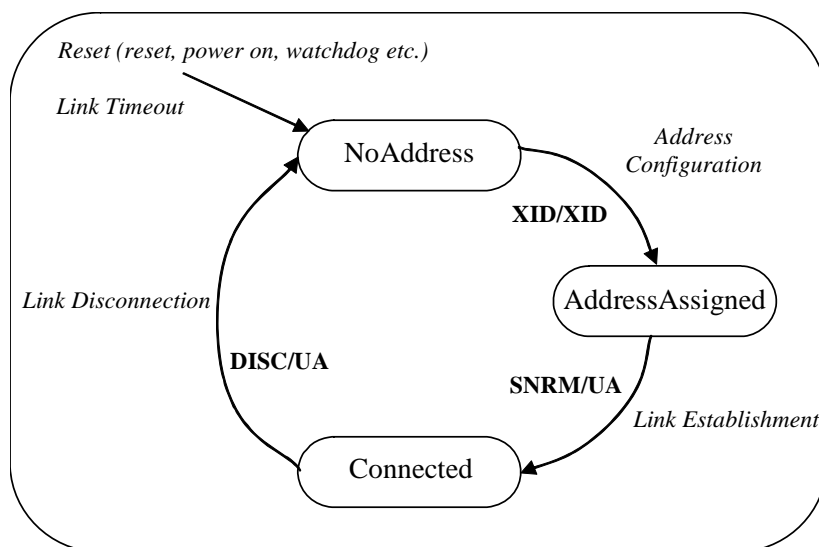 Reset (reset, power on, watchdog etc.)
Link Timeout
NoAddress
Address
Configuration
XID/XID
AddressAssigned
Link Disconnection
DISC/UA
SNRM/UA
Link Establishment
Connected